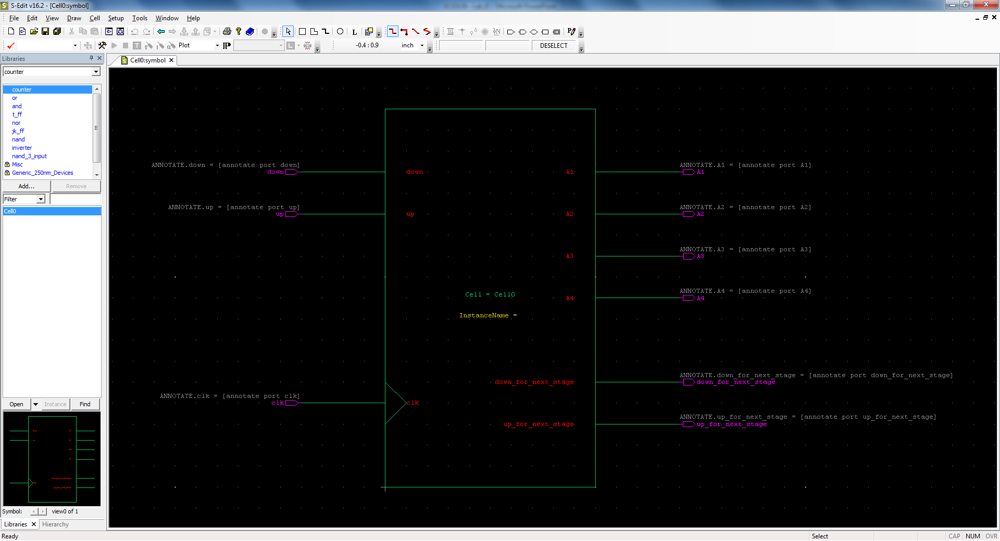 S-Edit v16.2 - [Cell0:symbol]
File Edit View Draw Cell Setup Tools Window Help
Plot
-0.4 : 0.9 inch DESELECT
Libraries
Cell0:symbol
counter
counter
or
and
t_ff
nor
jk_ff
nand
inverter
nand_3_input
Misc
Generic_250nm_Devices
Add... Remove
Filter
Cell0
Open Instance Find
Symbol: view0 of 1
Libraries Hierarchy
Ready Select CAP NUM OVR
ANNOTATE.down = [annotate port down]
down
down
ANNOTATE.up = [annotate port up]
up
up
ANNOTATE.clk = [annotate port clk]
clk
clk
Cell = Cell0
InstanceName =
A1
ANNOTATE.A1 = [annotate port A1]
A1
A2
ANNOTATE.A2 = [annotate port A2]
A2
A3
ANNOTATE.A3 = [annotate port A3]
A3
A4
ANNOTATE.A4 = [annotate port A4]
A4
down_for_next_stage
ANNOTATE.down_for_next_stage = [annotate port down_for_next_stage]
down_for_next_stage
up_for_next_stage
ANNOTATE.up_for_next_stage = [annotate port up_for_next_stage]
up_for_next_stage